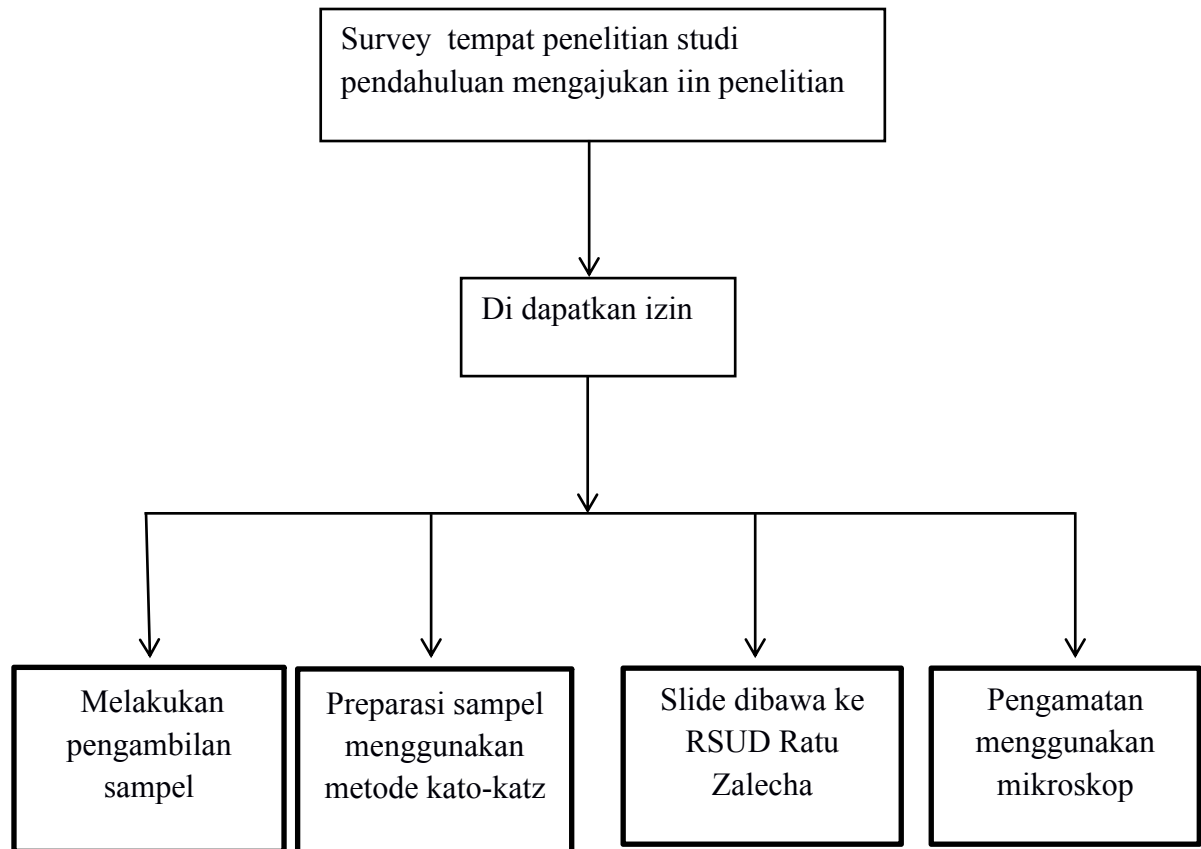 Survey tempat penelitian studi
pendahuluan mengajukan iin penelitian
Di dapatkan izin
Melakukan
pengambilan
sampel
Preparasi sampel
menggunakan
metode kato-katz
Slide dibawa ke
RSUD Ratu
Zalecha
Pengamatan
menggunakan
mikroskop